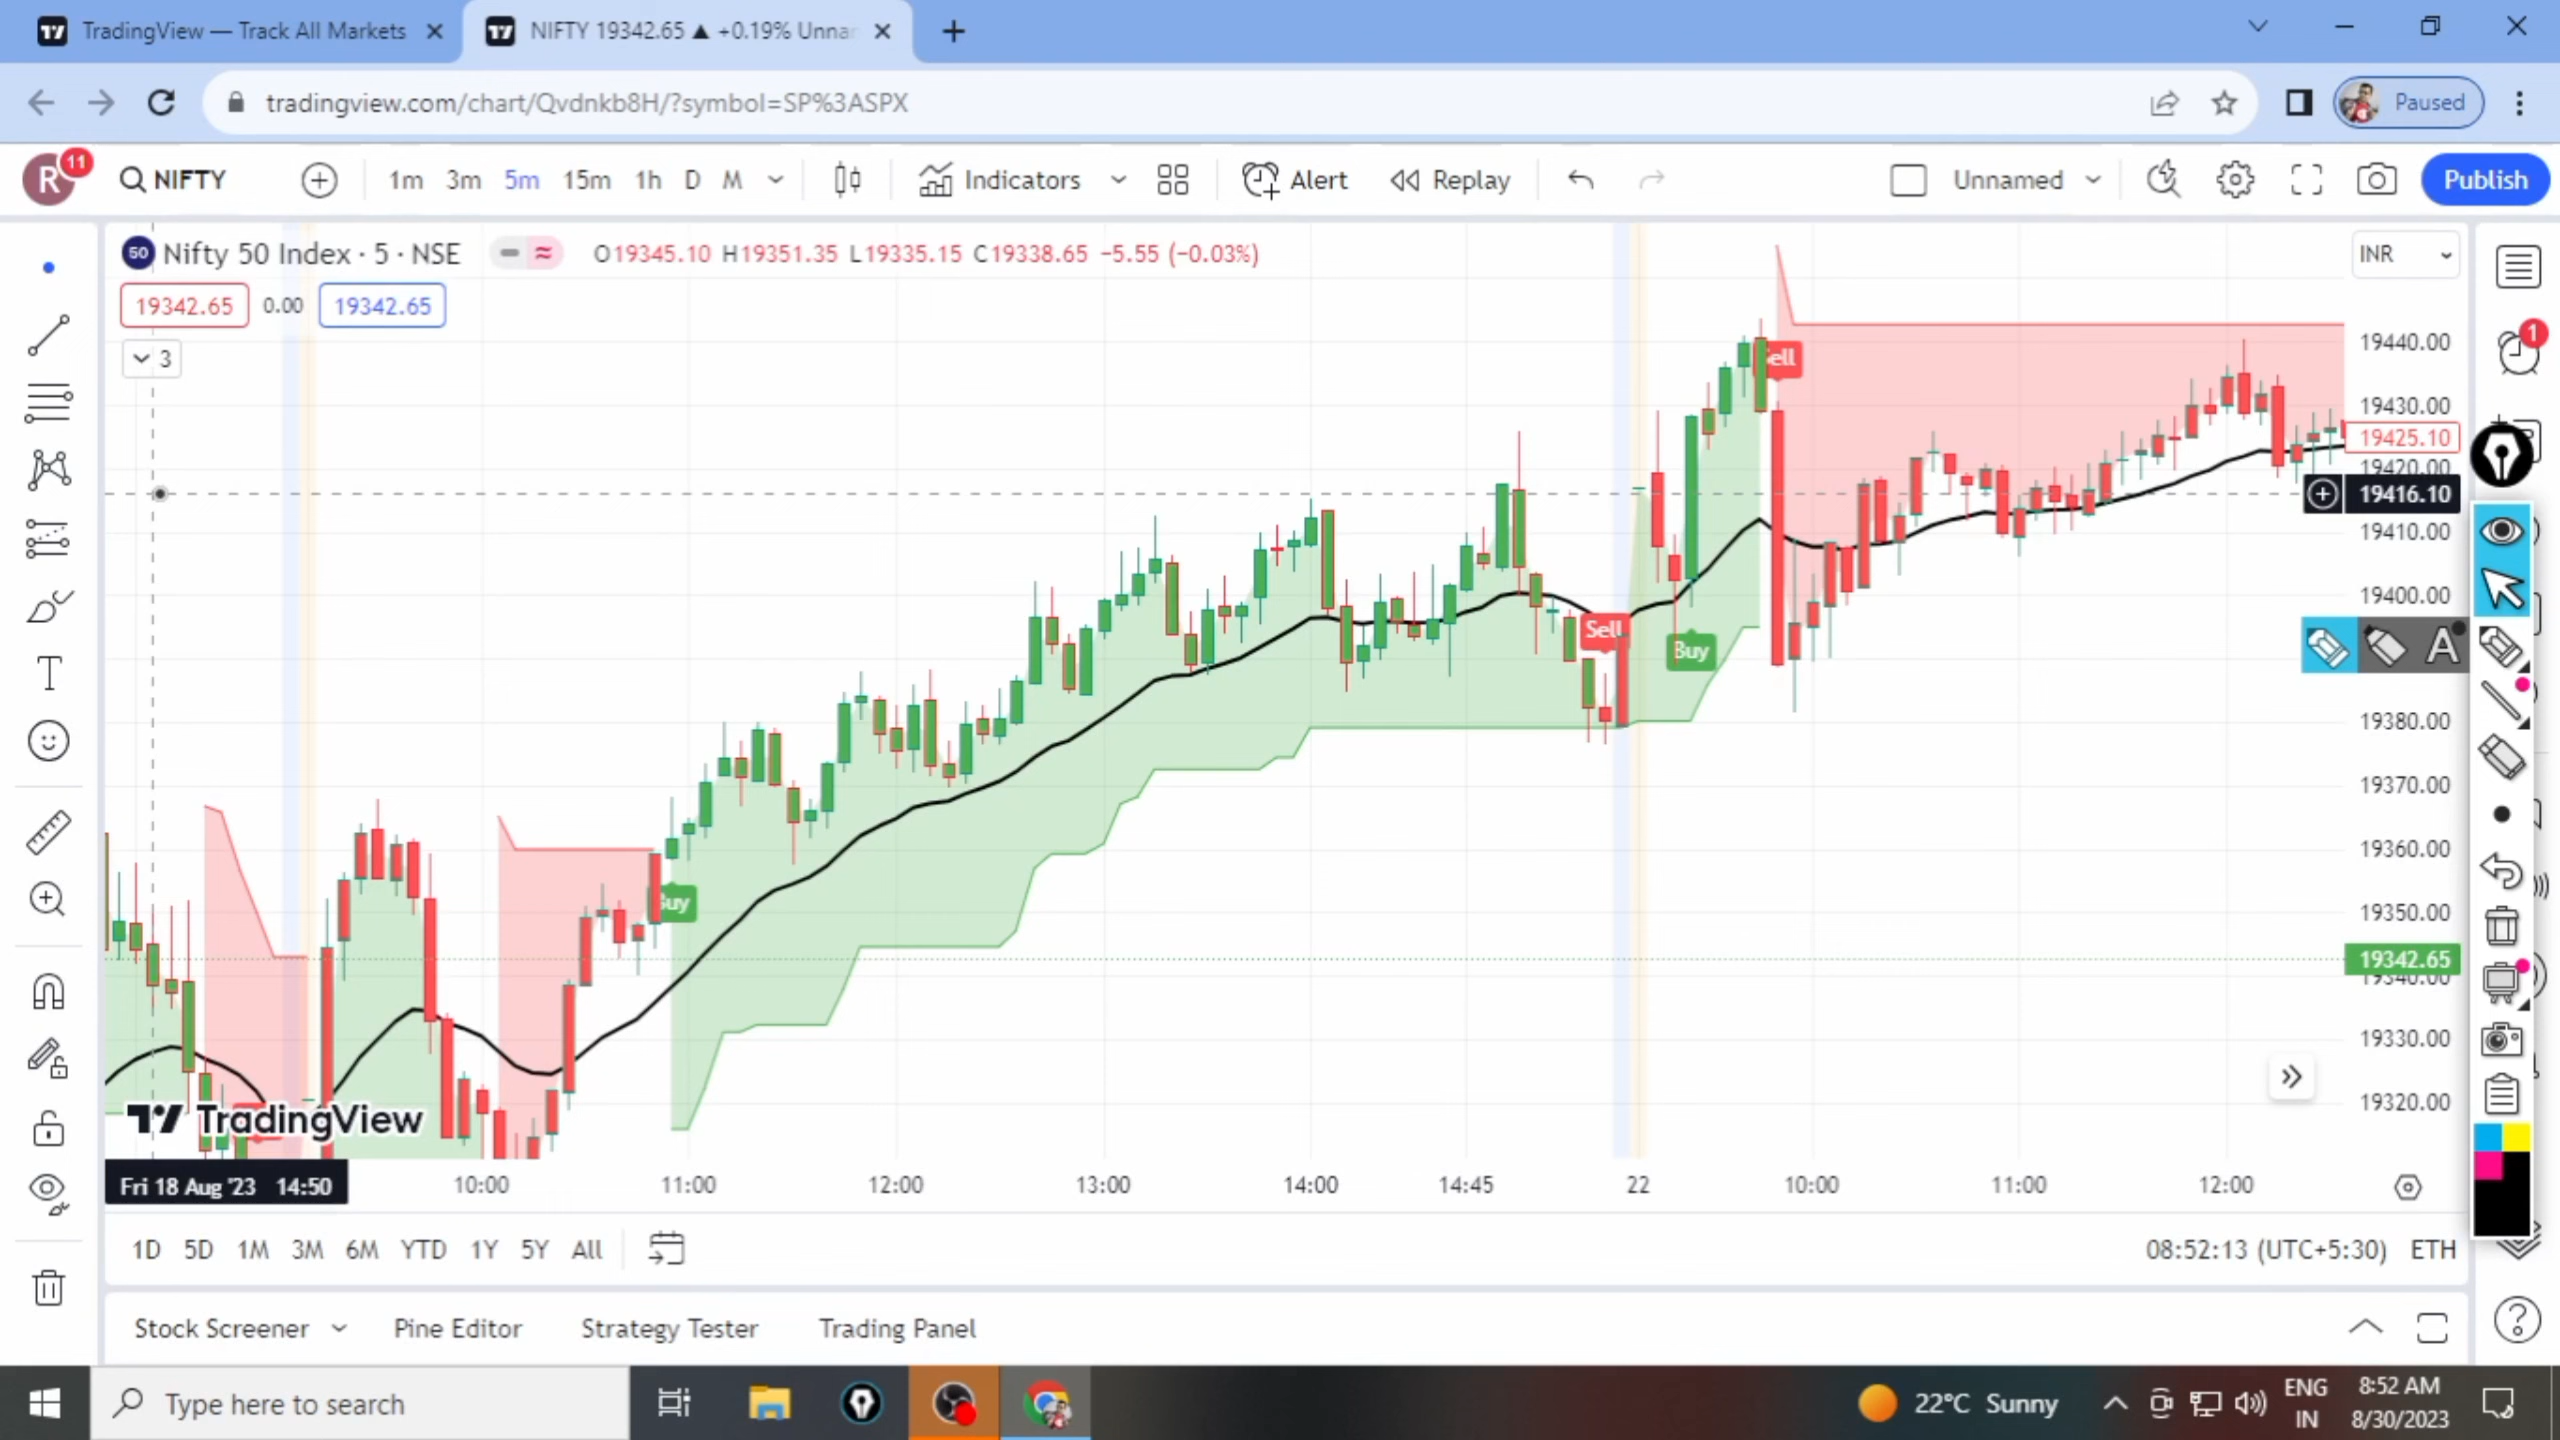 TradingView — Track All Markets
NIFTY 19342.65 ▲ +0.19% Unna
tradingview.com/chart/Qvdnkb8H/?symbol=SP%3ASPX
Paused
R 11 NIFTY 1m 3m 5m 15m 1h D M Indicators Alert Replay Unnamed Publish
50 Nifty 50 Index · 5 · NSE O19345.10 H19351.35 L19335.15 C19338.65 −5.55 (−0.03%)
INR
19342.65 0.00 19342.65
3
1
Sell
Buy
Sell
Buy
19440.00
19430.00
19425.10
19420.00
19416.10
19410.00
19400.00
19380.00
19370.00
19360.00
19350.00
19342.65
19340.00
19330.00
19320.00
A
TradingView
Fri 18 Aug '23 14:50 10:00 11:00 12:00 13:00 14:00 14:45 22 10:00 11:00 12:00
1D 5D 1M 3M 6M YTD 1Y 5Y All 08:52:13 (UTC+5:30) ETH
Stock Screener Pine Editor Strategy Tester Trading Panel
Type here to search
22°C Sunny
ENG
IN
8:52 AM
8/30/2023